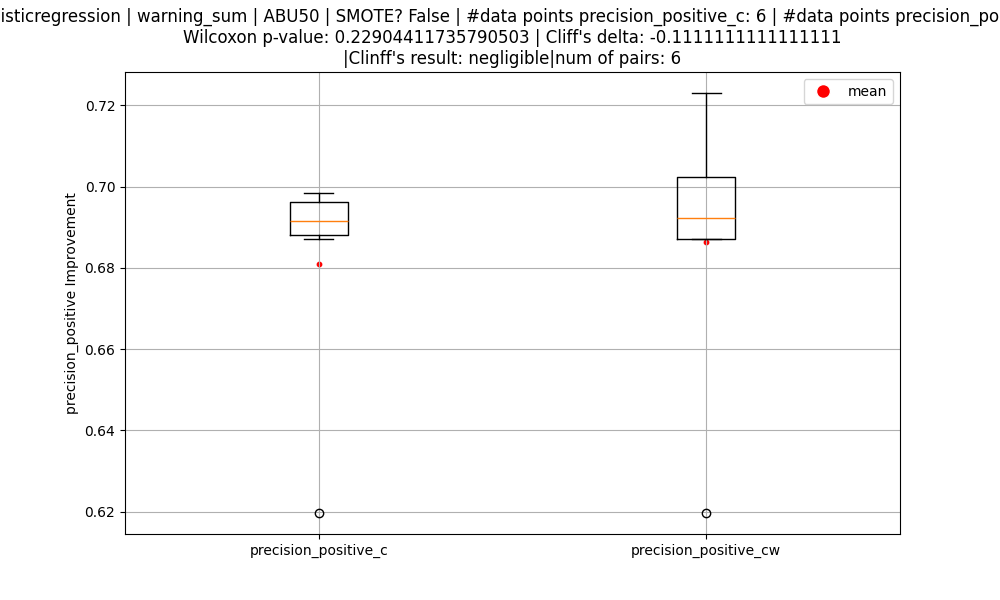 | warning_sum | ABU50 | SMOTE? False | #data points precision_positive_c: 6 | #data points
Wilcoxon p-value: 0.22904411735790503 | Cliff's delta: -0.1111111111111111
|Clinff's result: negligible|num of pairs: 6
mean
precision_positive Improvement
0.72
0.70
0.68
0.66
0.64
0.62
precision_positive_c
precision_positive_cw